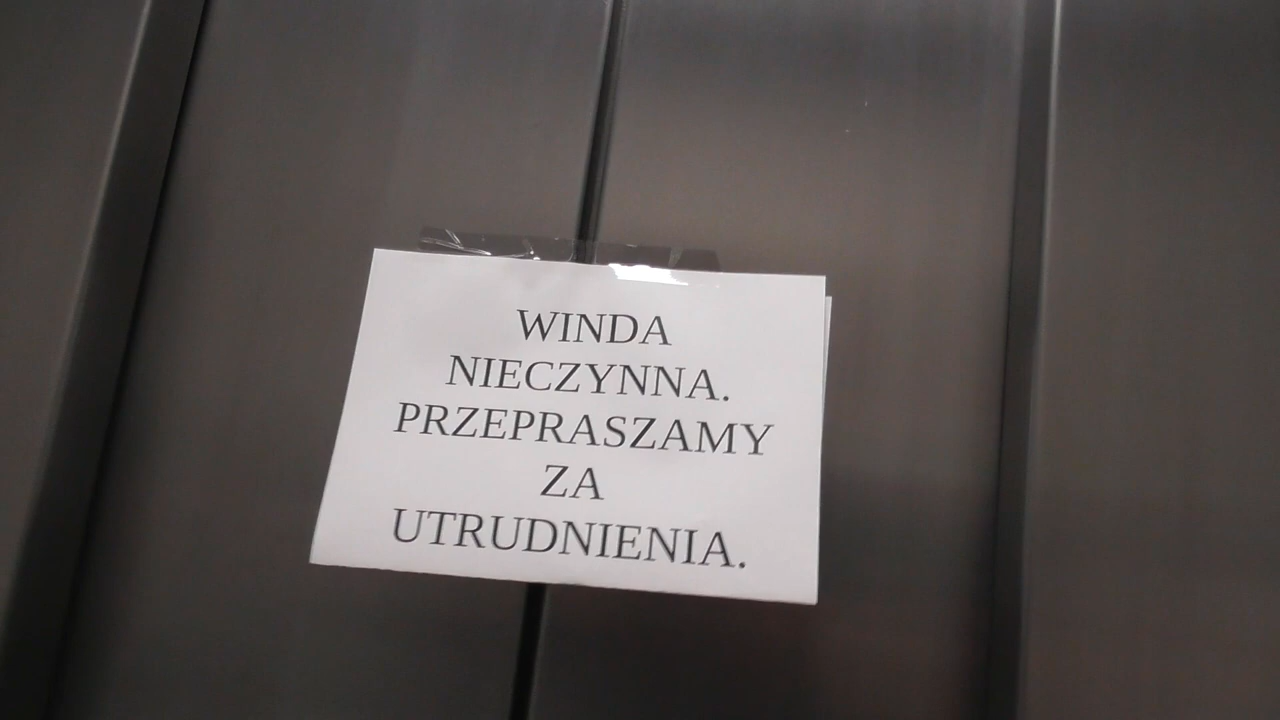 WINDA
NIECZYNNA.
PRZEPRASZAMY
ZA
UTRUDNIENIA.